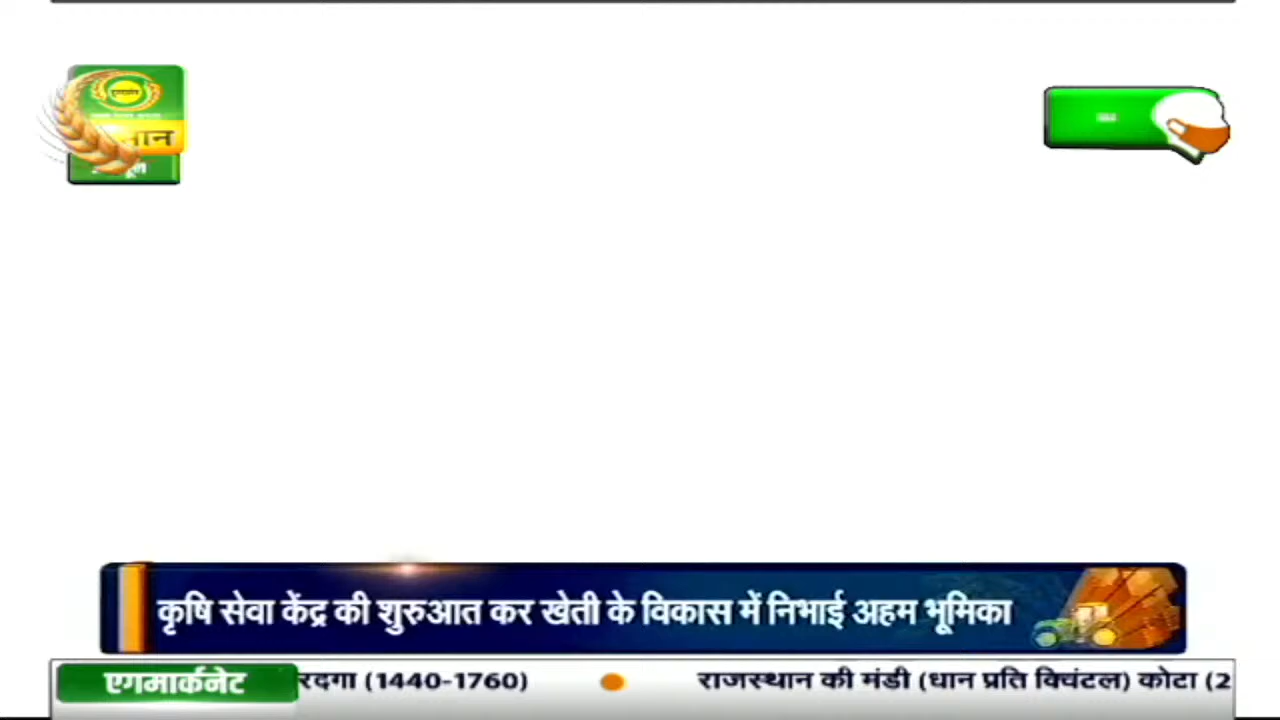 कृषि सेवा केंद्र की शुरुआत कर खेती के विकास में निभाई अहम भूमिका
एगमार्कनेट रदगा (1440-1760) राजस्थान की मंडी (धान प्रति क्विंटल) कोटा (2